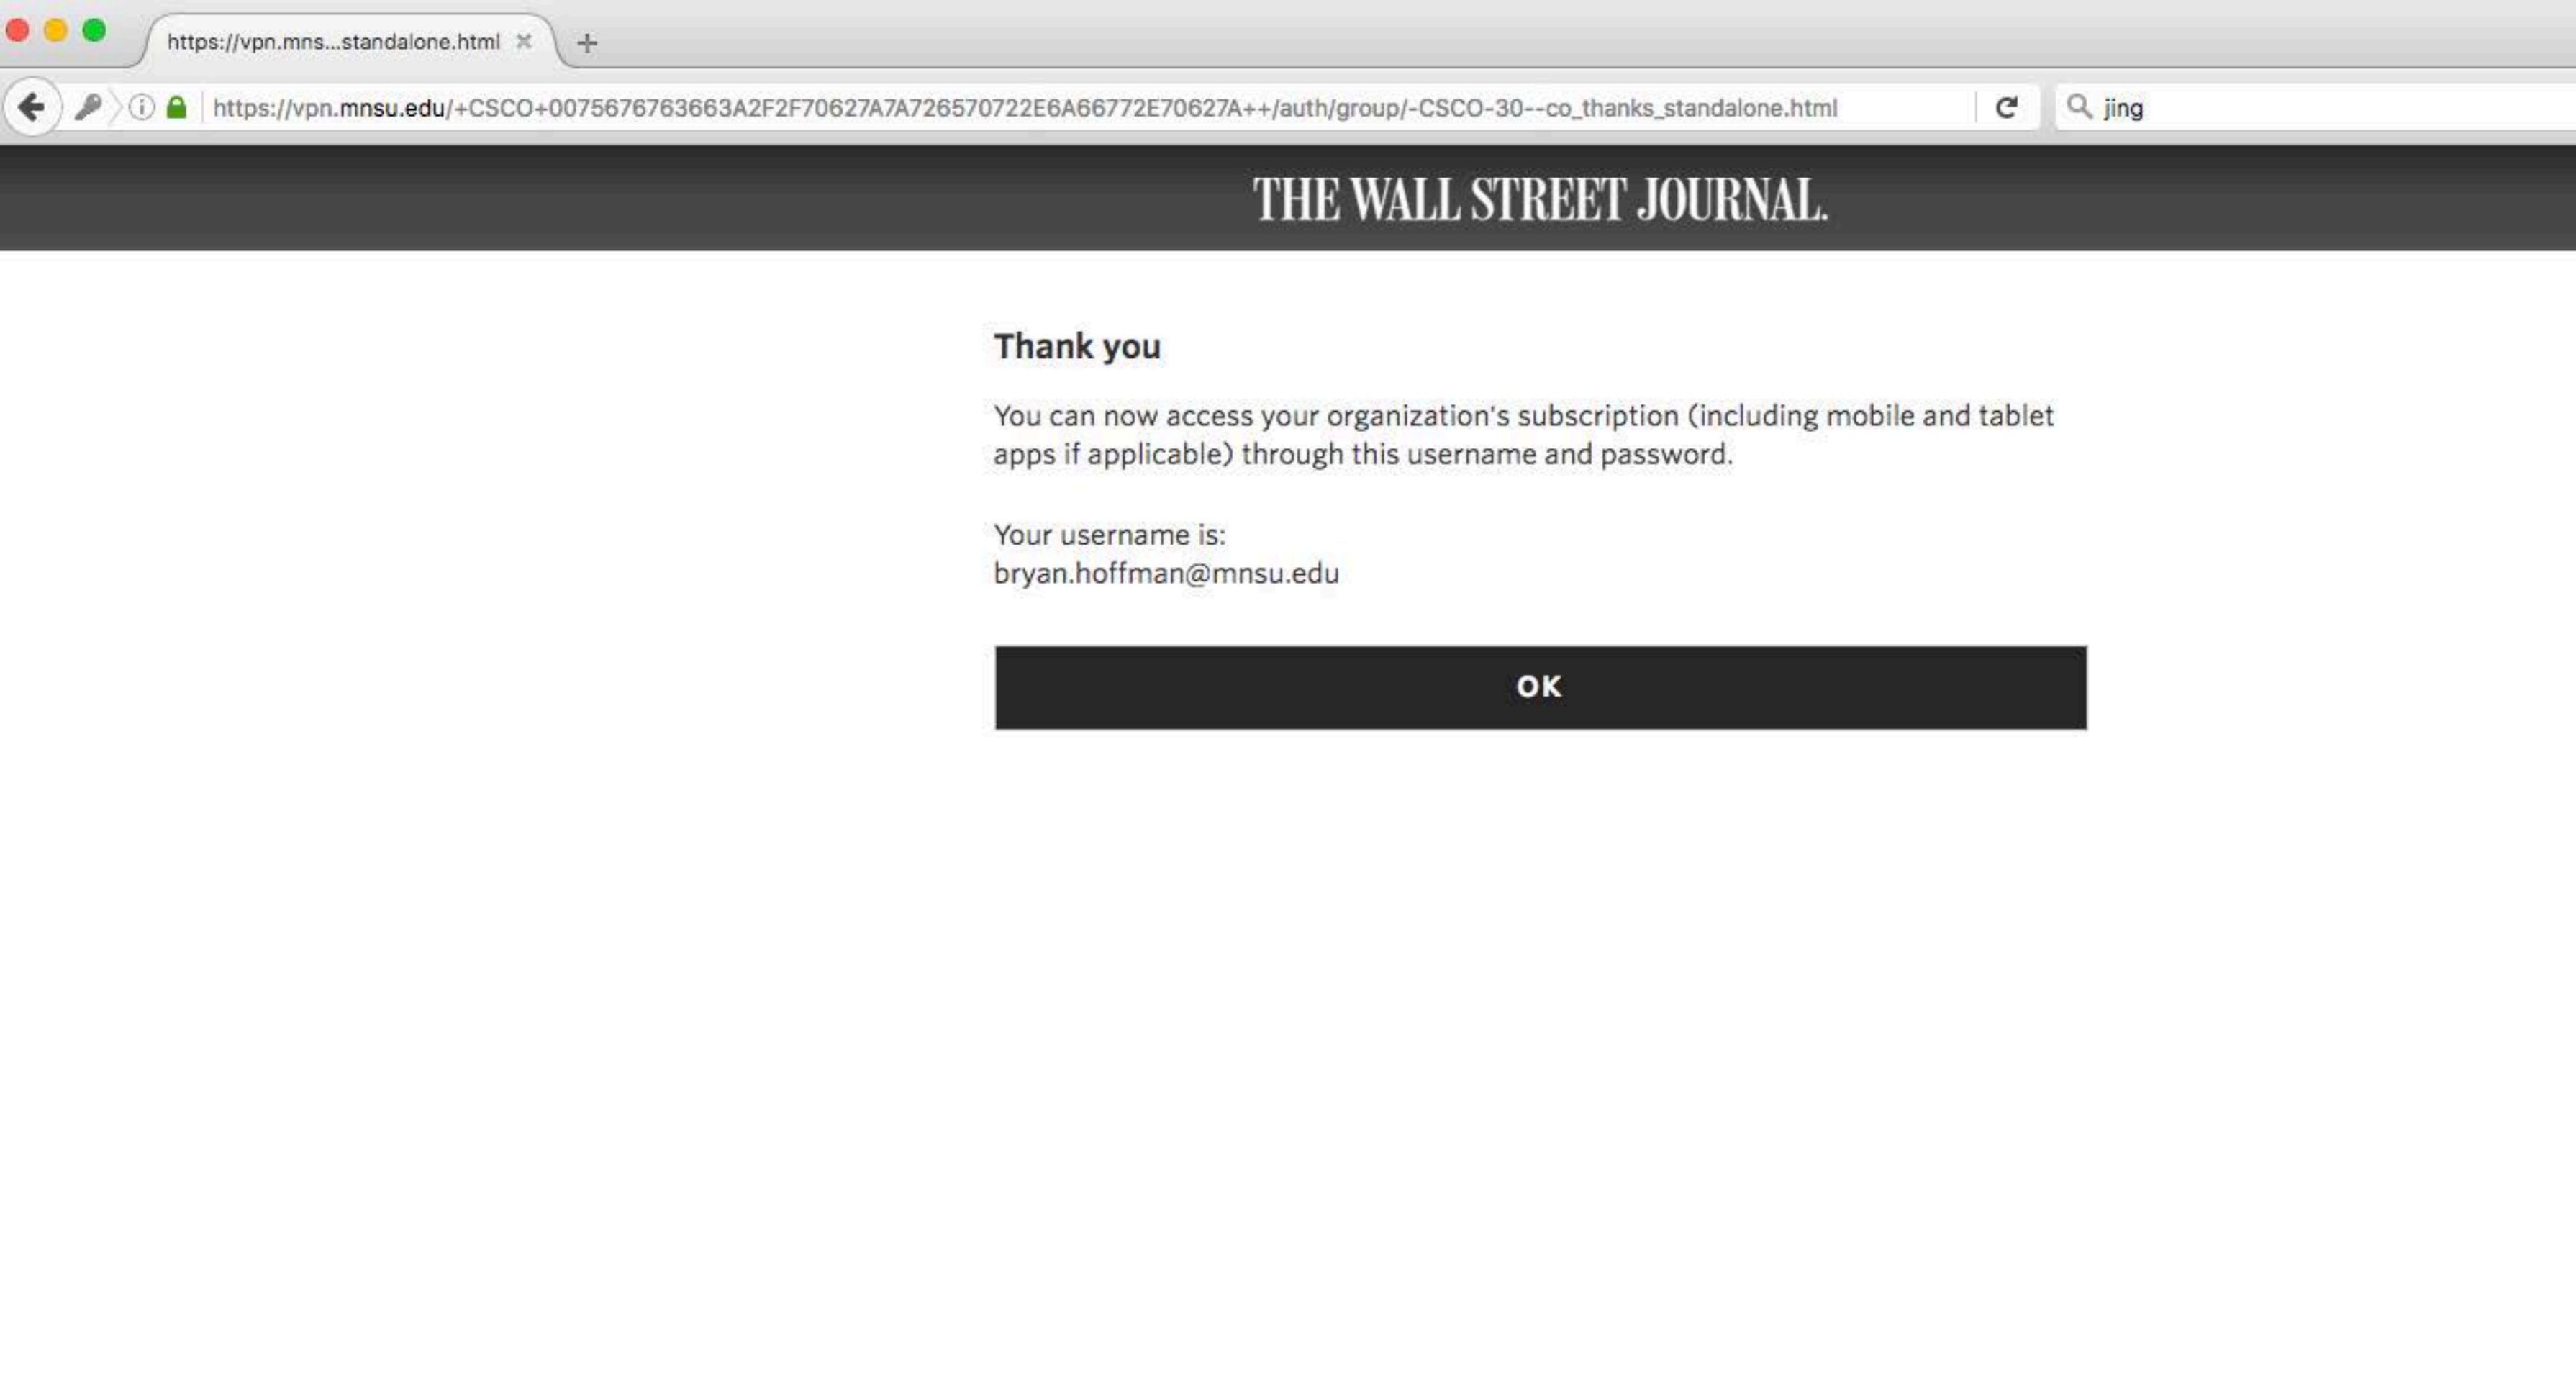 https://vpn.mns...standalone.html
https://vpn.mnsu.edu/+CSCO+0075676763663A2F2F70627A7A726570722E6A66772E70627A++/auth/group/-CSCO-30--co_thanks_standalone.html
jing
THE WALL STREET JOURNAL.
Thank you
You can now access your organization's subscription (including mobile and tablet
apps if applicable) through this username and password.
Your username is:
bryan.hoffman@mnsu.edu
OK